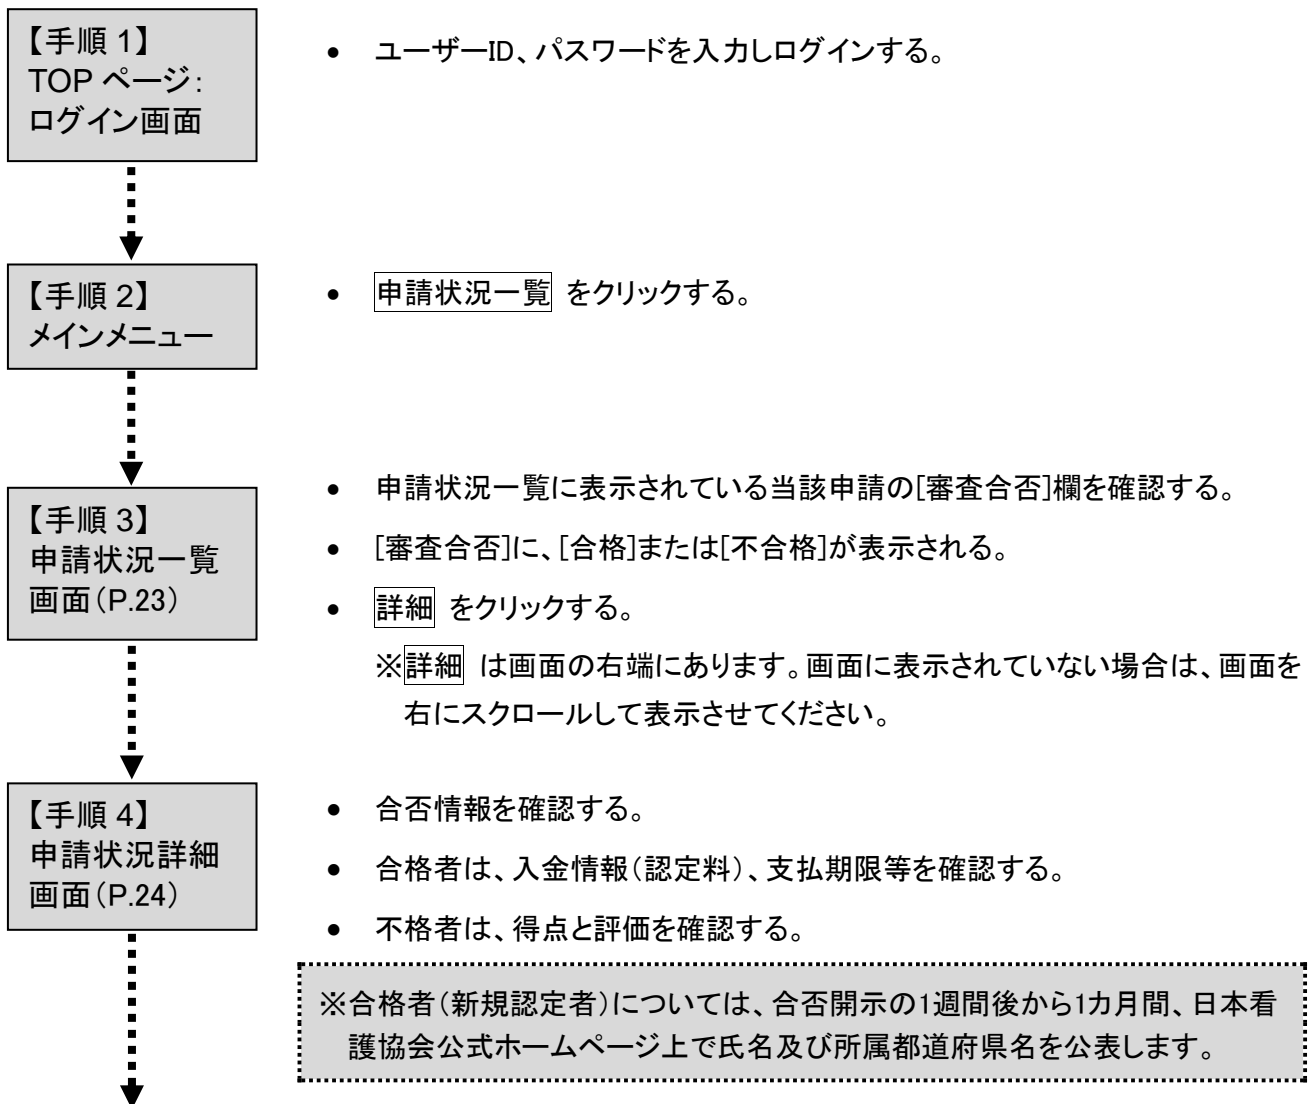 【手順 1】
TOP ページ：
ログイン画面
• ユーザーID、パスワードを入力しログインする。
【手順 2】
メインメニュー
• 申請状況一覧 をクリックする。
【手順 3】
申請状況一覧
画面（P.23）
• 申請状況一覧に表示されている当該申請の[審査合否]欄を確認する。
• [審査合否]に、[合格]または[不合格]が表示される。
• 詳細 をクリックする。
※詳細 は画面の右端にあります。画面に表示されていない場合は、画面を
右にスクロールして表示させてください。
【手順 4】
申請状況詳細
画面（P.24）
• 合否情報を確認する。
• 合格者は、入金情報（認定料）、支払期限等を確認する。
• 不格者は、得点と評価を確認する。
※合格者（新規認定者）については、合否開示の1週間後から1カ月間、日本看
護協会公式ホームページ上で氏名及び所属都道府県名を公表します。